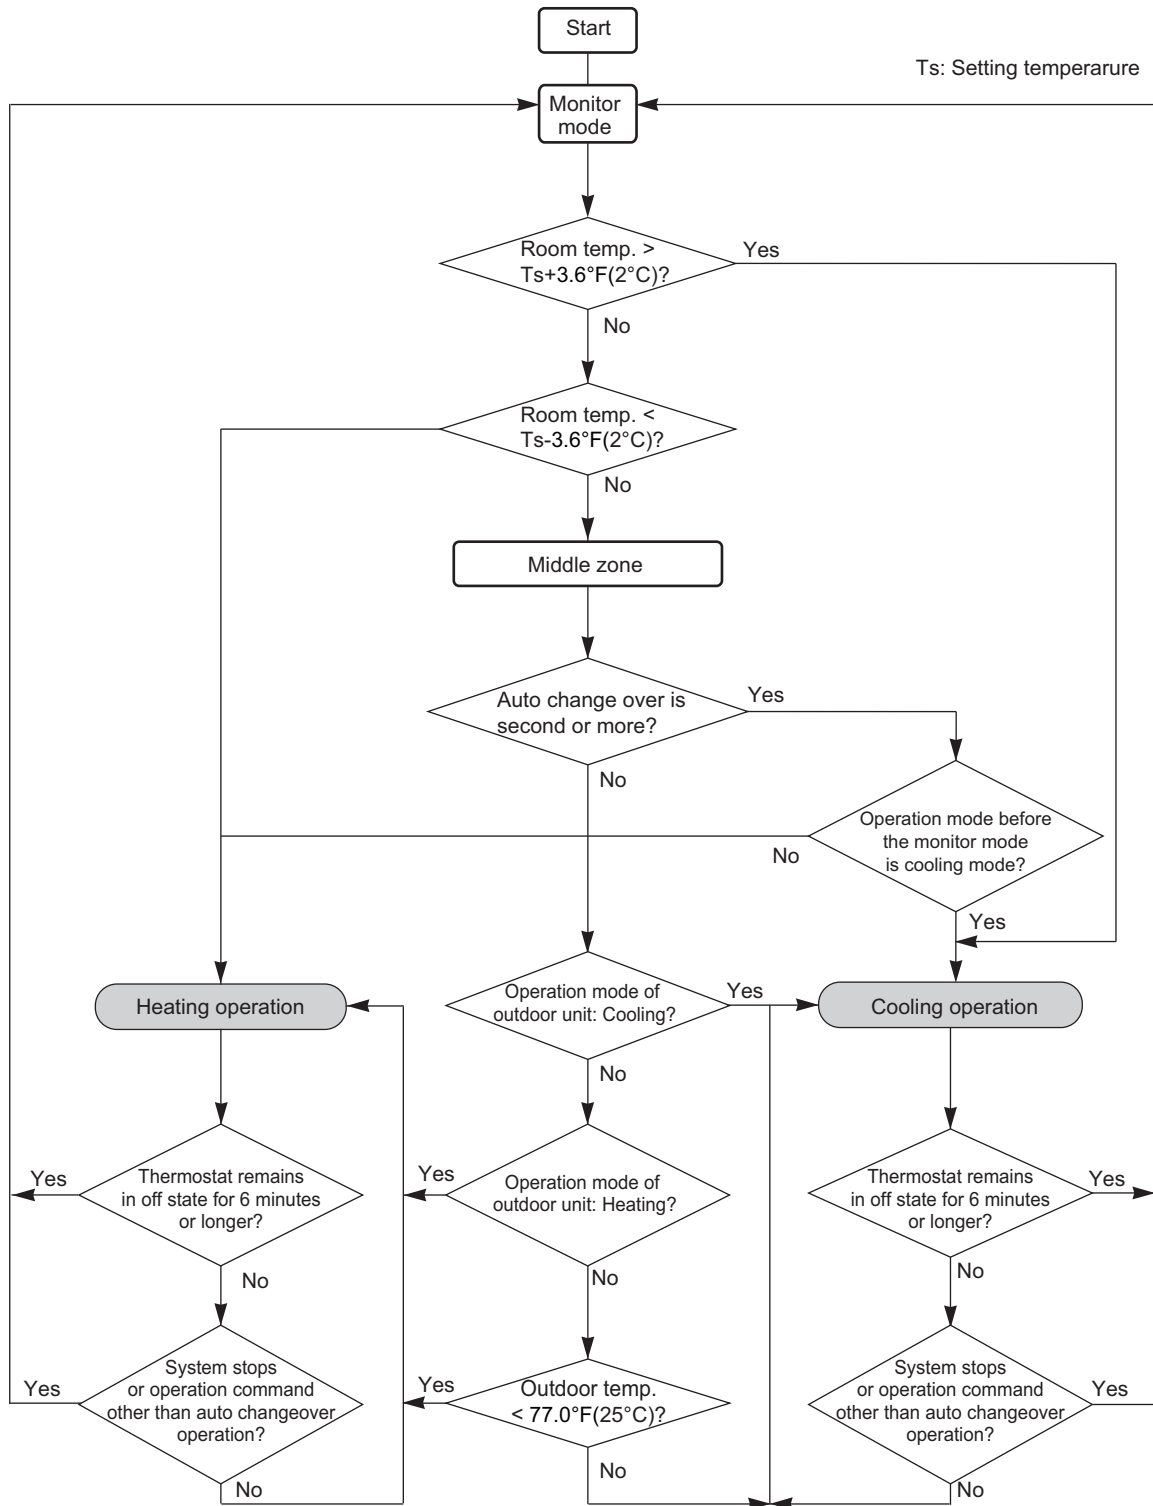 Start
Ts: Setting temperarure
Monitor
mode
Room temp. >
Ts+3.6°F(2°C)?
Yes
No
Room temp. <
Ts-3.6°F(2°C)?
No
Middle zone
Auto change over is
second or more?
Yes
No
Operation mode before
the monitor mode
is cooling mode?
No
Yes
Heating operation
Operation mode of
outdoor unit: Cooling?
Yes
Cooling operation
No
Thermostat remains
in off state for 6 minutes
or longer?
Yes
No
Operation mode of
outdoor unit: Heating?
Yes
No
Thermostat remains
in off state for 6 minutes
or longer?
Yes
No
System stops
or operation command
other than auto changeover
operation?
Yes
No
Outdoor temp.
< 77.0°F(25°C)?
Yes
No
System stops
or operation command
other than auto changeover
operation?
Yes
No